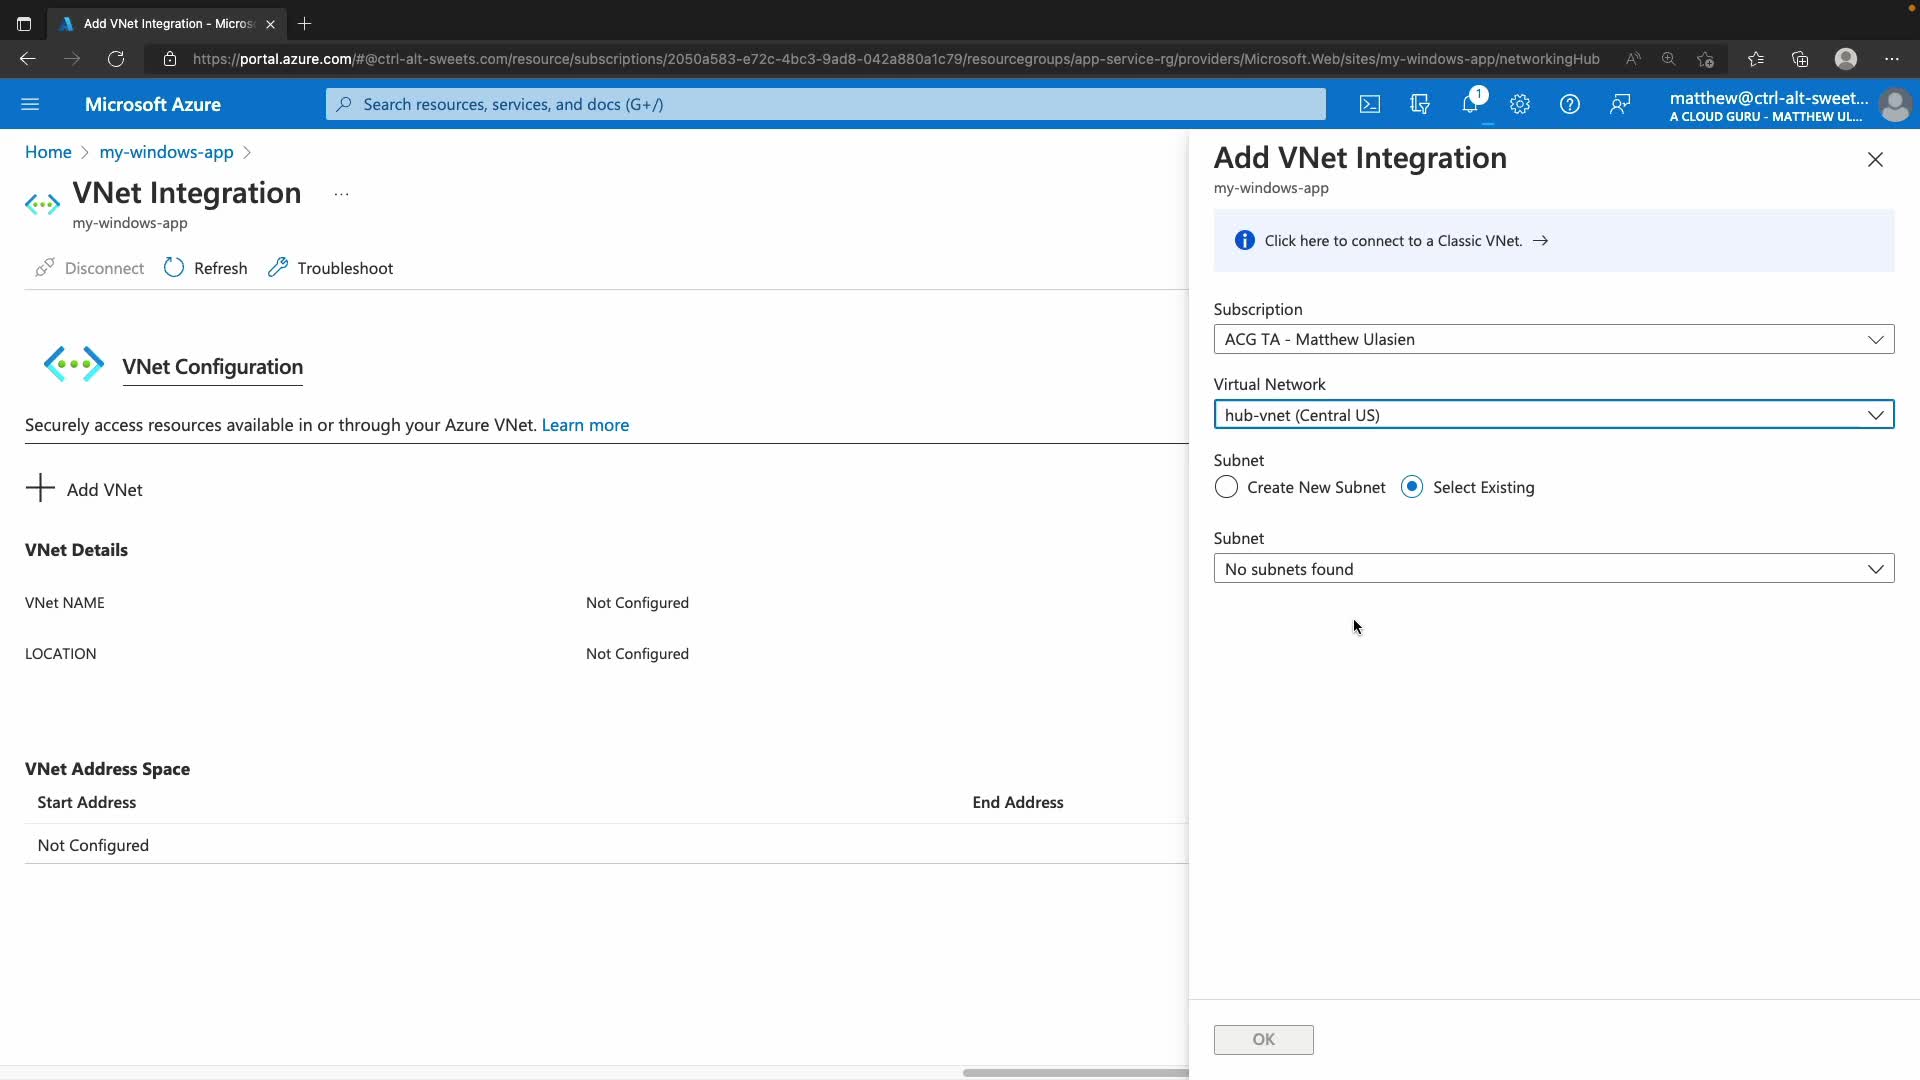 Add VNet Integration - Micros
https://portal.azure.com/#@ctrl-alt-sweets.com/resource/subscriptions/2050a583-e72c-4bc3-9ad8-042a880a1c79/resourcegroups/app-service-rg/providers/Microsoft.Web/sites/my-windows-app/networkingHub
Microsoft Azure
Search resources, services, and docs (G+/)
1
matthew@ctrl-alt-sweet...
A CLOUD GURU - MATTHEW UL...
Home > my-windows-app >
VNet Integration ...
my-windows-app
Disconnect Refresh Troubleshoot
VNet Configuration
Securely access resources available in or through your Azure VNet. Learn more
Add VNet
VNet Details
VNet NAME Not Configured
LOCATION Not Configured
VNet Address Space
Start Address End Address
Not Configured
Add VNet Integration
my-windows-app
Click here to connect to a Classic VNet. →
Subscription
ACG TA - Matthew Ulasien
Virtual Network
hub-vnet (Central US)
Subnet
Create New Subnet Select Existing
Subnet
No subnets found
OK